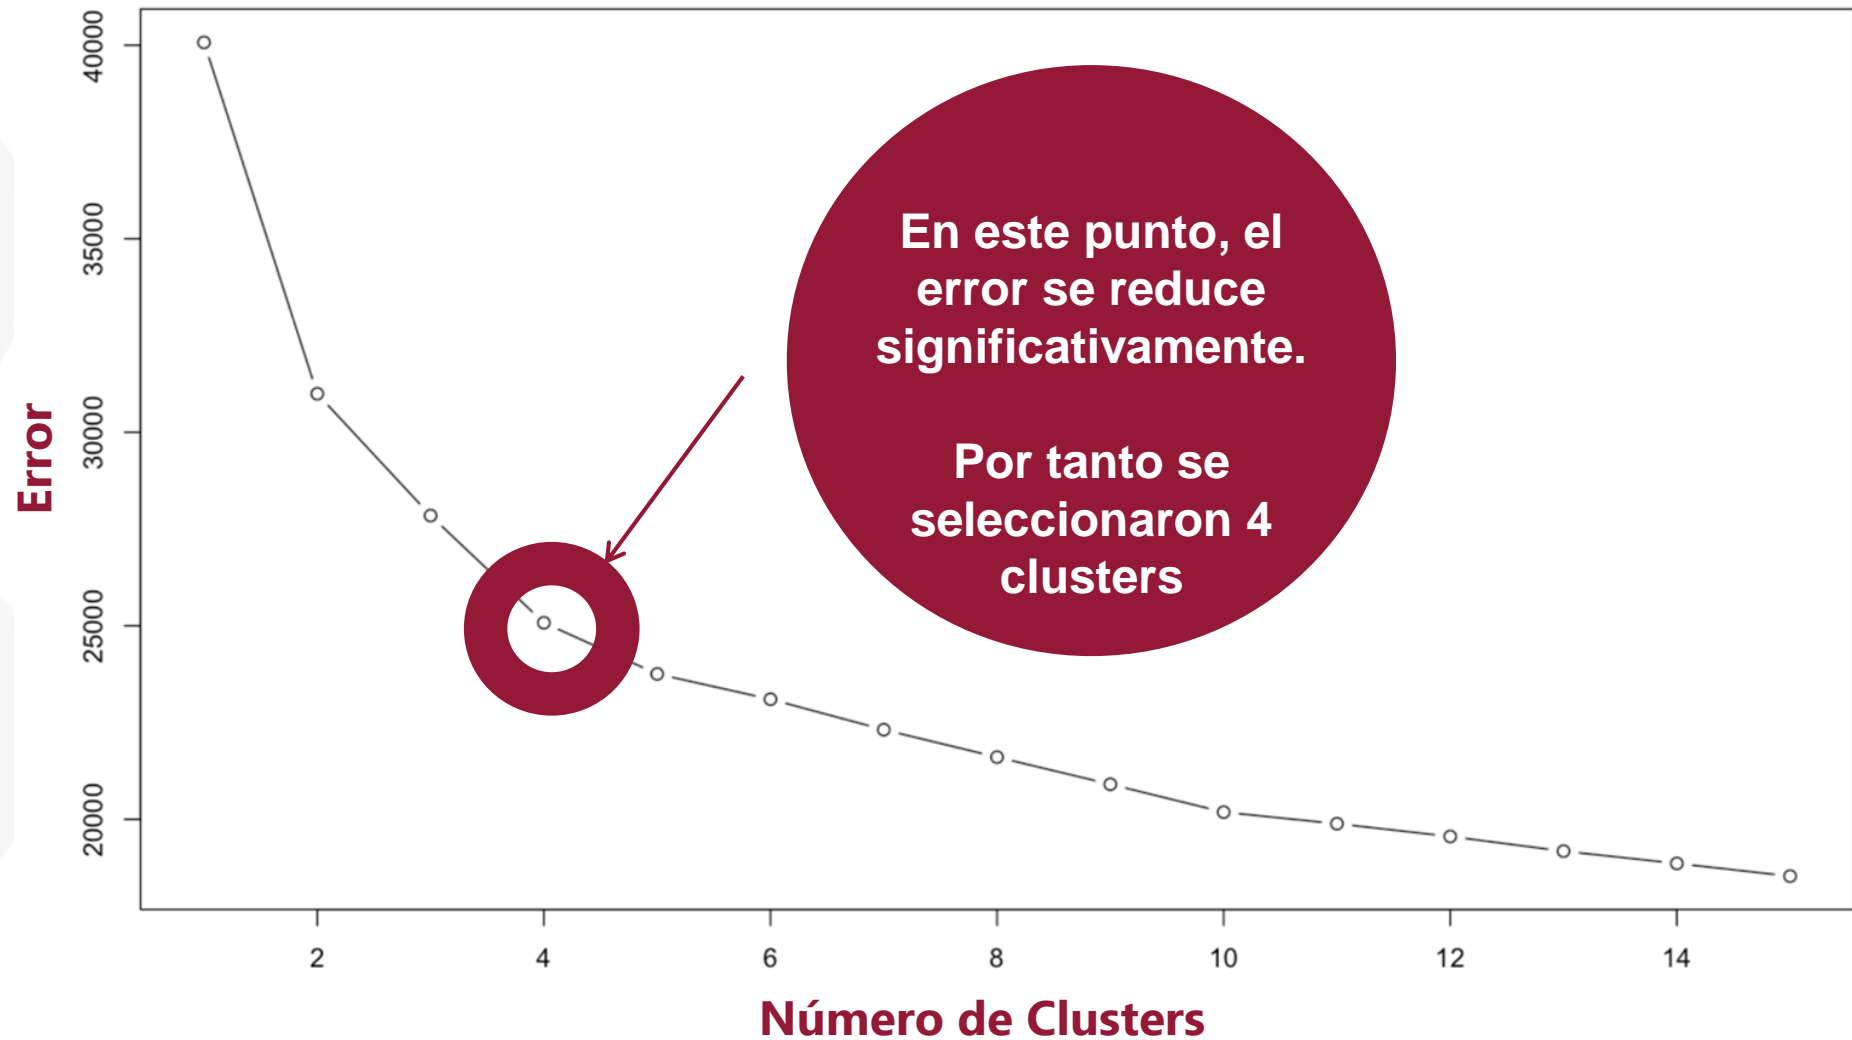 40000
35000
30000
25000
20000
Error
En este punto, el
error se reduce
significativamente.
Por tanto se
seleccionaron 4
clusters
2 4 6 8 10 12 14
Número de Clusters